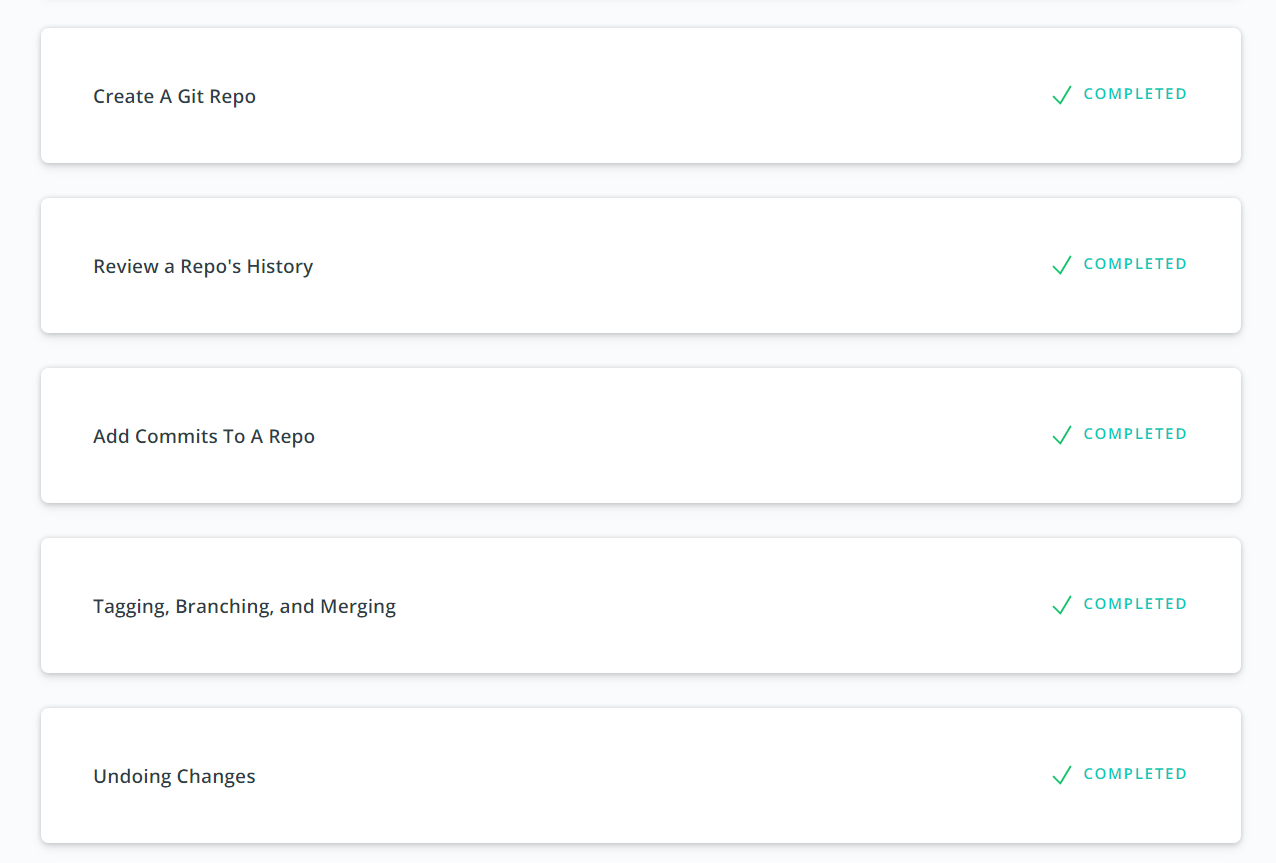 Create A Git Repo
COMPLETED
Review a Repo's History
COMPLETED
Add Commits To A Repo
COMPLETED
Tagging, Branching, and Merging
COMPLETED
Undoing Changes
COMPLETED